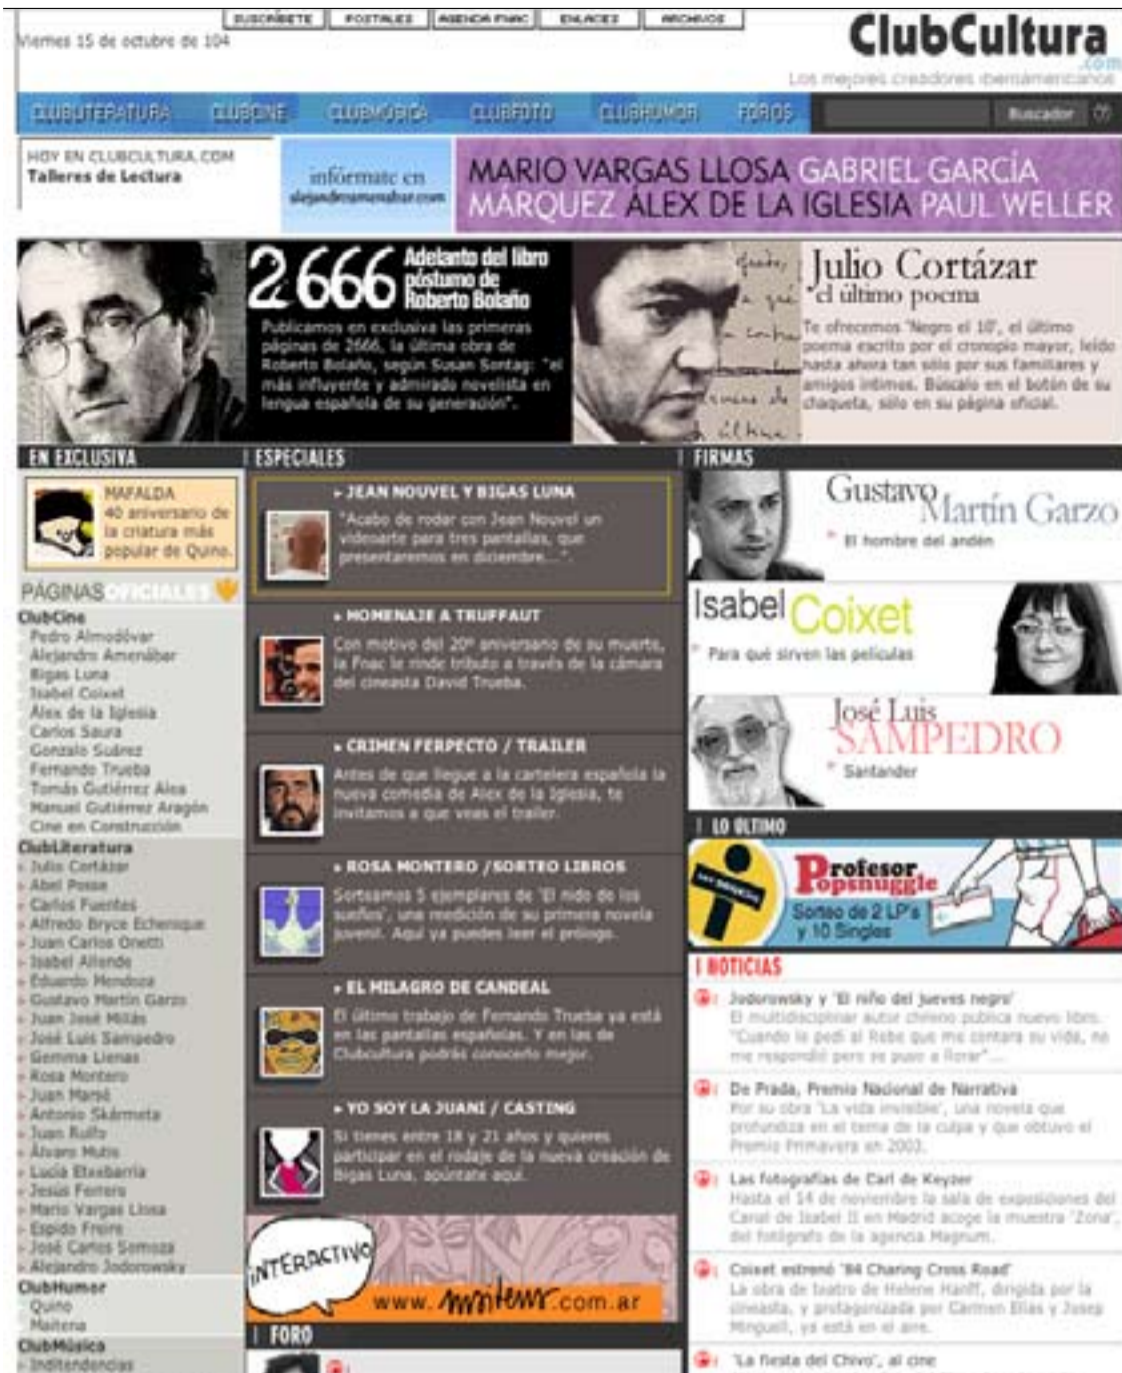 SUSCRÍBETE
POSTALES
AGENDA FNAC
ENLACES
ARCHIVOS
Viernes 15 de octubre de 104
ClubCultura
.com
Los mejores creadores iberoamericanos
CLUBLITERATURA
CLUBCINE
CLUBMÚSICA
CLUBFOTO
CLUBHUMOR
FOROS
Buscador
HOY EN CLUBCULTURA.COM
Talleres de Lectura
infórmate en
alejandroamenabar.com
MARIO VARGAS LLOSA GABRIEL GARCÍA
MÁRQUEZ ÁLEX DE LA IGLESIA PAUL WELLER
2666
Adelanto del libro
póstumo de
Roberto Bolaño
Publicamos en exclusiva las primeras
páginas de 2666, la última obra de
Roberto Bolaño, según Susan Sontag: "el
más influyente y admirado novelista en
lengua española de su generación".
Julio Cortázar
el último poema
Te ofrecemos 'Negro el 10', el último
poema escrito por el cronopio mayor, leído
hasta ahora tan sólo por sus familiares y
amigos íntimos. Búscalo en el botón de su
chaqueta, sólo en su página oficial.
EN EXCLUSIVA
MAFALDA
40 aniversario de
la criatura más
popular de Quino.
PÁGINAS OFICIALES
ClubCine
Pedro Almodóvar
Alejandro Amenábar
Bigas Luna
Isabel Coixet
Álex de la Iglesia
Carlos Saura
Gonzalo Suárez
Fernando Trueba
Tomás Gutiérrez Alea
Manuel Gutiérrez Aragón
Cine en Construcción
ClubLiteratura
Julio Cortázar
Abel Posse
Carlos Fuentes
Alfredo Bryce Echenique
Juan Carlos Onetti
Isabel Allende
Eduardo Mendoza
Gustavo Martín Garzo
Juan José Millás
José Luis Sampedro
Gemma Lienas
Rosa Montero
Juan Marsé
Antonio Skármeta
Juan Rulfo
Álvaro Mutis
Lucía Etxebarria
Jesús Ferrero
Mario Vargas Llosa
Espido Freire
José Carlos Somoza
Alejandro Jodorowsky
ClubHumor
Quino
Maitena
ClubMúsica
Inditendencias
ESPECIALES
JEAN NOUVEL Y BIGAS LUNA
"Acabo de rodar con Jean Nouvel un
videoarte para tres pantallas, que
presentaremos en diciembre...".
HOMENAJE A TRUFFAUT
Con motivo del 20º aniversario de su muerte,
la Fnac le rinde tributo a través de la cámara
del cineasta David Trueba.
CRIMEN FERPECTO / TRAILER
Antes de que llegue a la cartelera española la
nueva comedia de Alex de la Iglesia, te
invitamos a que veas el trailer.
ROSA MONTERO /SORTEO LIBROS
Sorteamos 5 ejemplares de 'El nido de los
sueños', una reedición de su primera novela
juvenil. Aquí ya puedes leer el prólogo.
EL MILAGRO DE CANDEAL
El último trabajo de Fernando Trueba ya está
en las pantallas españolas. Y en las de
Clubcultura podrás conocerlo mejor.
YO SOY LA JUANI / CASTING
Si tienes entre 18 y 21 años y quieres
participar en el rodaje de la nueva creación de
Bigas Luna, apúntate aquí.
INTERACTIVO
www.
.com.ar
FORO
FIRMAS
Gustavo
Martín Garzo
El hombre del andén
Isabel Coixet
Para qué sirven las películas
José Luis
SAMPEDRO
Santander
LO ÚLTIMO
Profesor
Popsnuggle
Sorteo de 2 LP's
y 10 Singles
NOTICIAS
Jodorowsky y 'El niño del jueves negro'
El multidisciplinar autor chileno publica nuevo libro.
"Cuando le pedí al Rebe que me contara su vida, no
me respondió pero se puso a llorar"...
De Prada, Premio Nacional de Narrativa
Por su obra 'La vida invisible', una novela que
profundiza en el tema de la culpa y que obtuvo el
Premio Primavera en 2003.
Las fotografías de Carl de Keyzer
Hasta el 14 de noviembre la sala de exposiciones del
Canal de Isabel II en Madrid acoge la muestra 'Zona',
del fotógrafo de la agencia Magnum.
Coixet estrenó '84 Charing Cross Road'
La obra de teatro de Helene Hanff, dirigida por la
cineasta, y protagonizada por Carmen Elías y Josep
Minguell, ya está en el aire.
'La fiesta del Chivo', al cine